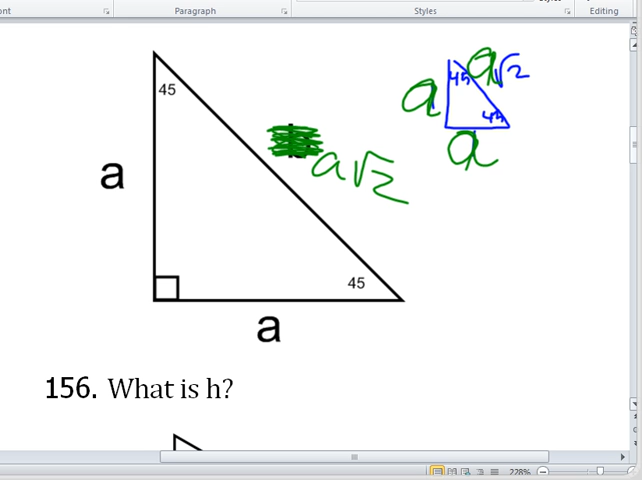 Paragraph
Styles
Editing
45
a
a√2
45
a
a
a√2
45
45
a
156. What is h?
228%